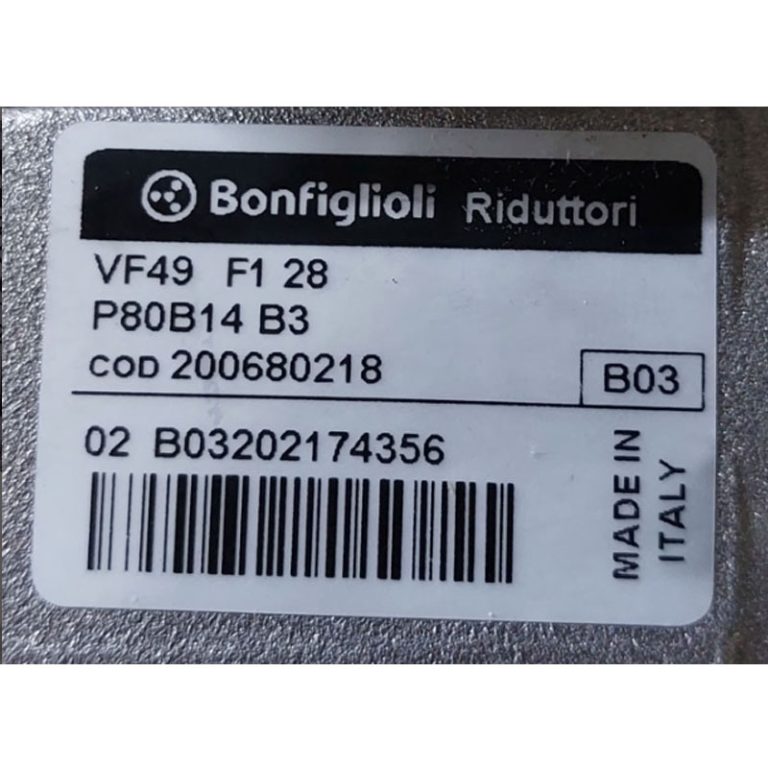 Bonfiglioli Riduttori
VF49 F1 28
P80B14 B3
COD 200680218
B03
02 B03202174356
MADE IN
ITALY